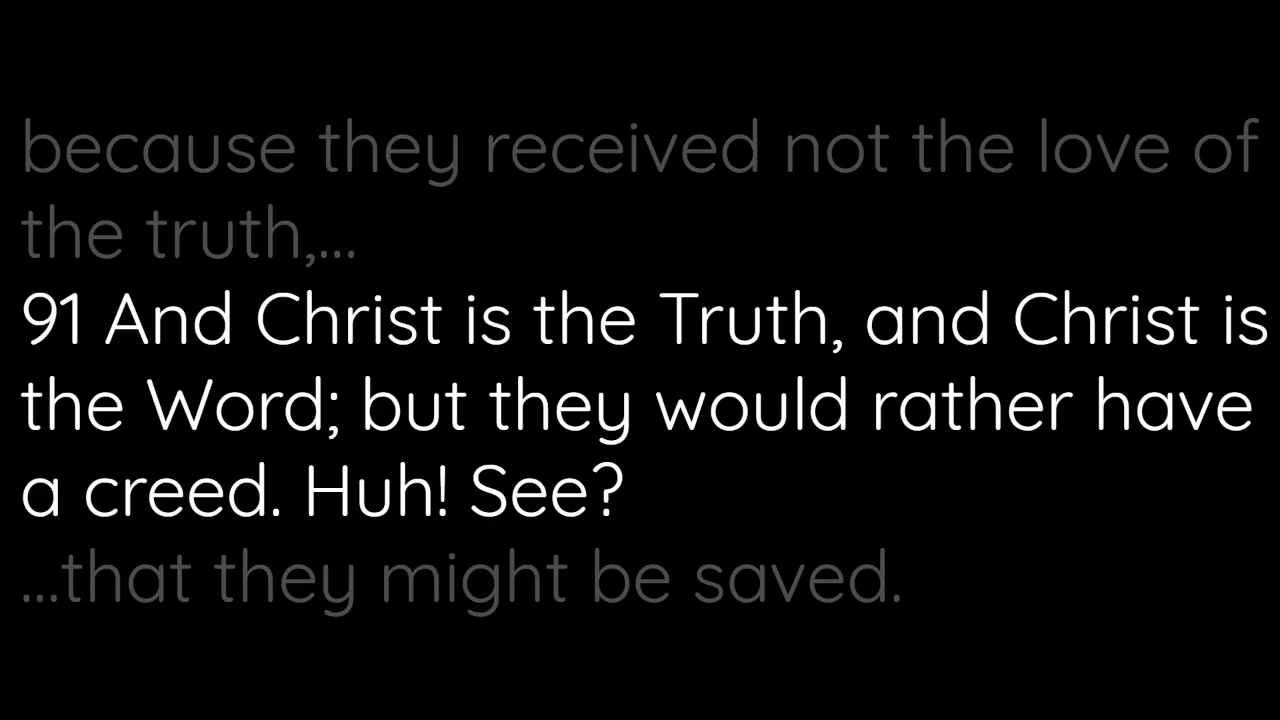 because they received not the love of
the truth,...
91 And Christ is the Truth, and Christ is
the Word; but they would rather have
a creed. Huh! See?
...that they might be saved.